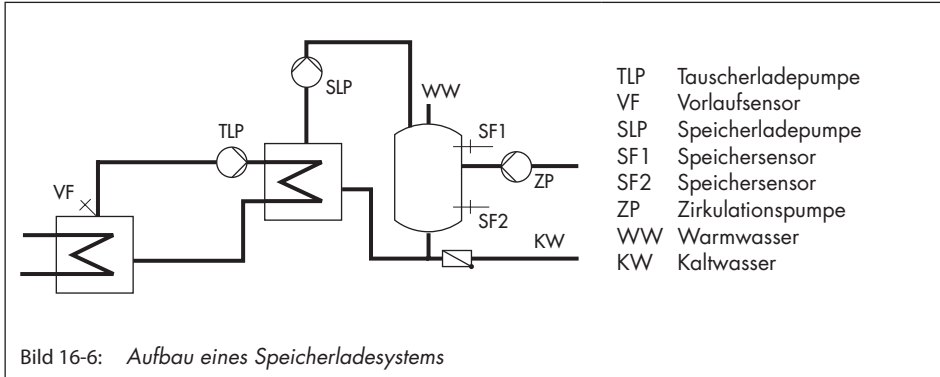 SLP
WW
TLP
SF1
VF
ZP
SF2
KW
TLP Tauscherladepumpe
VF Vorlaufsensor
SLP Speicherladepumpe
SF1 Speichersensor
SF2 Speichersensor
ZP Zirkulationspumpe
WW Warmwasser
KW Kaltwasser
Bild 16-6: Aufbau eines Speicherladesystems